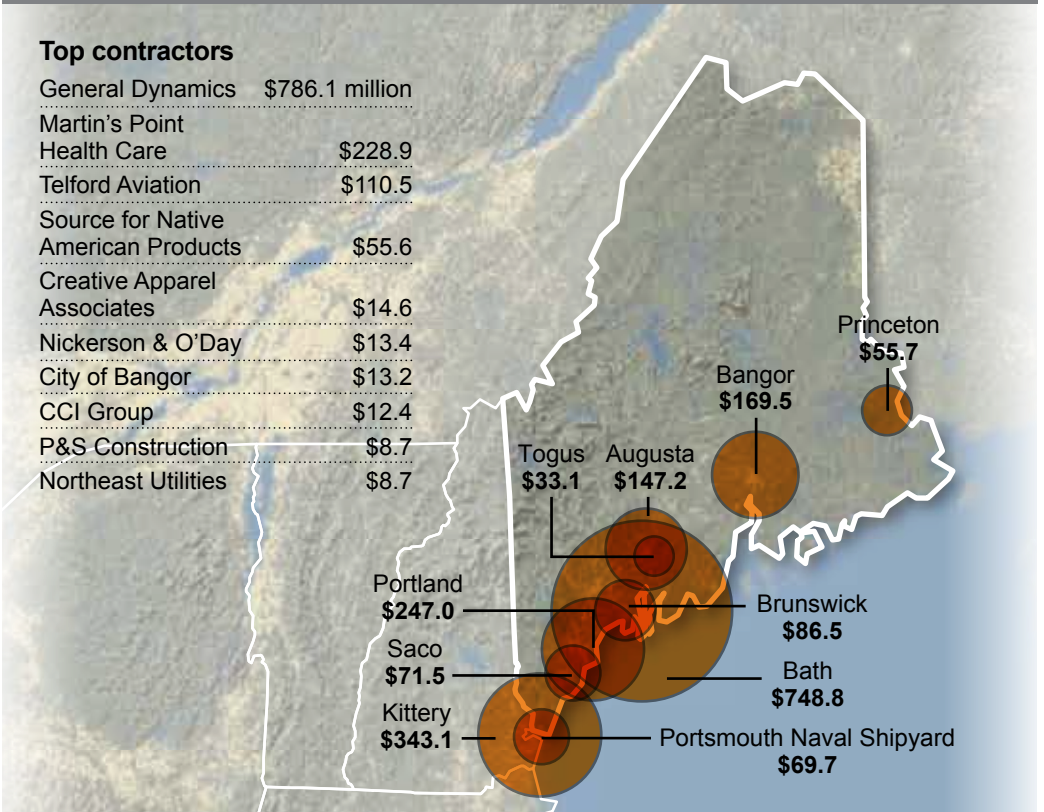 Top contractors
General Dynamics $786.1 million
Martin's Point
Health Care $228.9
Telford Aviation $110.5
Source for Native
American Products $55.6
Creative Apparel
Associates $14.6
Nickerson & O'Day $13.4
City of Bangor $13.2
CCI Group $12.4
P&S Construction $8.7
Northeast Utilities $8.7
Princeton
$55.7
Bangor
$169.5
Togus
$33.1
Augusta
$147.2
Portland
$247.0
Brunswick
$86.5
Saco
$71.5
Bath
$748.8
Kittery
$343.1
Portsmouth Naval Shipyard
$69.7